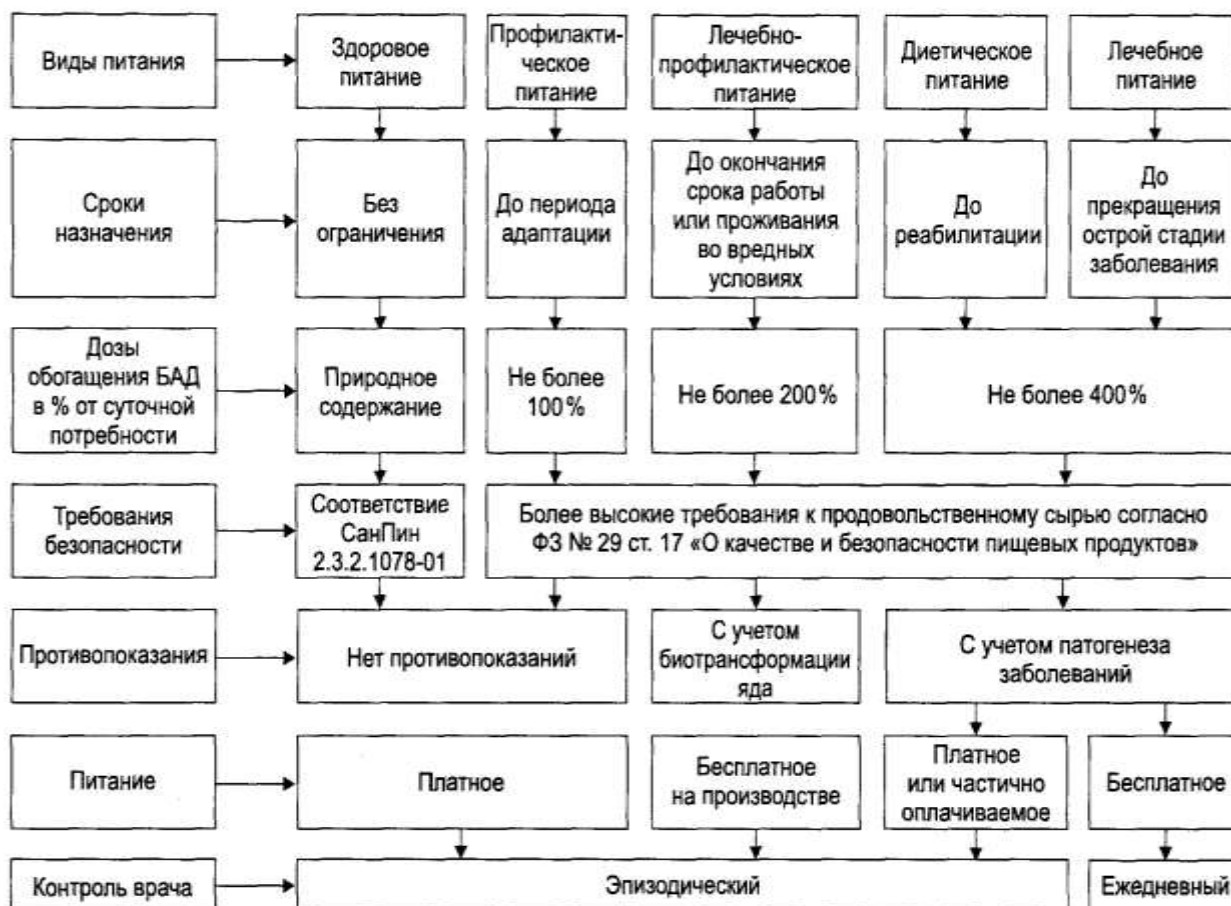 Виды питания
Здоровое
питание
Профилакти-
ческое
питание
Лечебно-
профилактическое
питание
Диетическое
питание
Лечебное
питание
Сроки
назначения
Без
ограничения
До периода
адаптации
До окончания
срока работы
или проживания
во вредных
условиях
До
реабилитации
До
прекращения
острой стадии
заболевания
Дозы
обогащения БАД
в % от суточной
потребности
Природное
содержание
Не более
100%
Не более 200%
Не более 400%
Требования
безопасности
Соответствие
СанПин
2.3.2.1078-01
Более высокие требования к продовольственному сырью согласно
ФЗ № 29 ст. 17 «О качестве и безопасности пищевых продуктов»
Противопоказания
Нет противопоказаний
С учетом
биотрансформации
яда
С учетом патогенеза
заболеваний
Питание
Платное
Бесплатное
на производстве
Платное
или частично
оплачиваемое
Бесплатное
Контроль врача
Эпизодический
Ежедневный